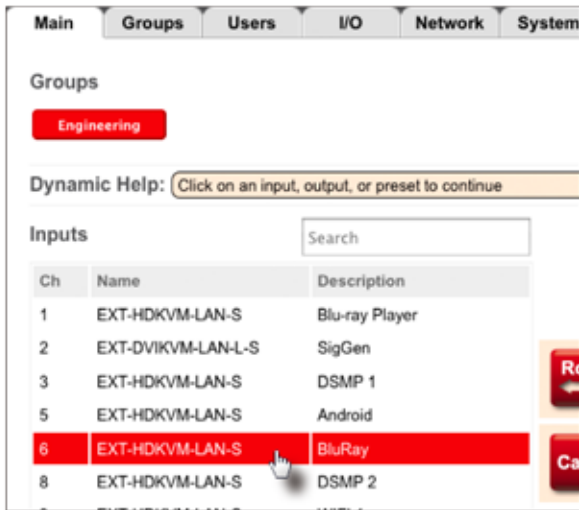 Main Groups Users I/O Network System
Groups
Engineering
Dynamic Help: Click on an input, output, or preset to continue
Inputs Search
Ch Name Description
1 EXT-HDKVM-LAN-S Blu-ray Player
2 EXT-DVIKVM-LAN-L-S SigGen
3 EXT-HDKVM-LAN-S DSMP 1
5 EXT-HDKVM-LAN-S Android
6 EXT-HDKVM-LAN-S BluRay
8 EXT-HDKVM-LAN-S DSMP 2